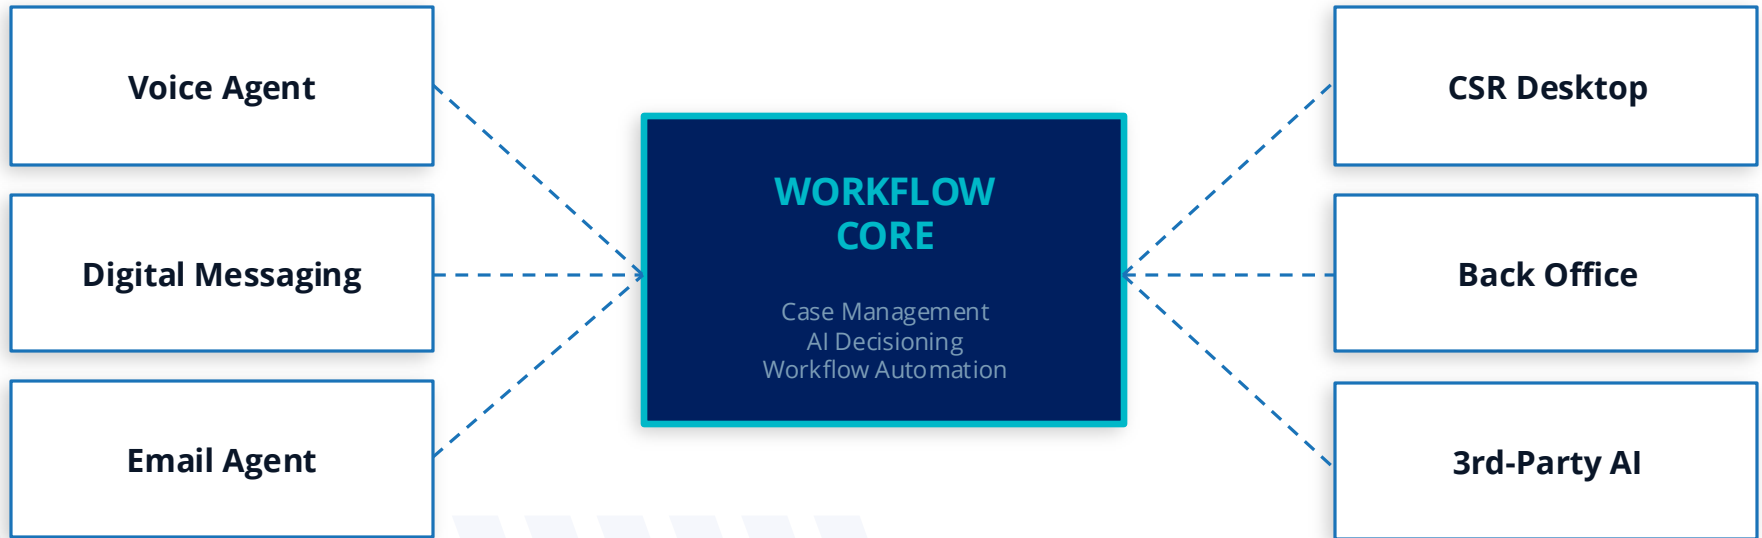 Voice Agent
Digital Messaging
Email Agent
WORKFLOW
CORE
Case Management
AI Decisioning
Workflow Automation
CSR Desktop
Back Office
3rd-Party AI